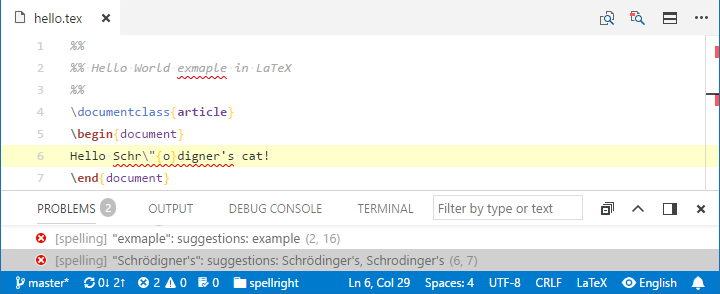 hello.tex
1 %%
2 %% Hello World exmaple in LaTeX
3 %%
4 \documentclass{article}
5 \begin{document}
6 Hello Schr\"{o}digner's cat!
7 \end{document}
PROBLEMS 2 OUTPUT DEBUG CONSOLE TERMINAL Filter by type or text
[spelling] "exmaple": suggestions: example (2, 16)
[spelling] "Schrödigner's": suggestions: Schrödinger's, Schrodinger's (6, 7)
master* 0↓ 2↑ 2 0 0 spellright Ln 6, Col 29 Spaces: 4 UTF-8 CRLF LaTeX English